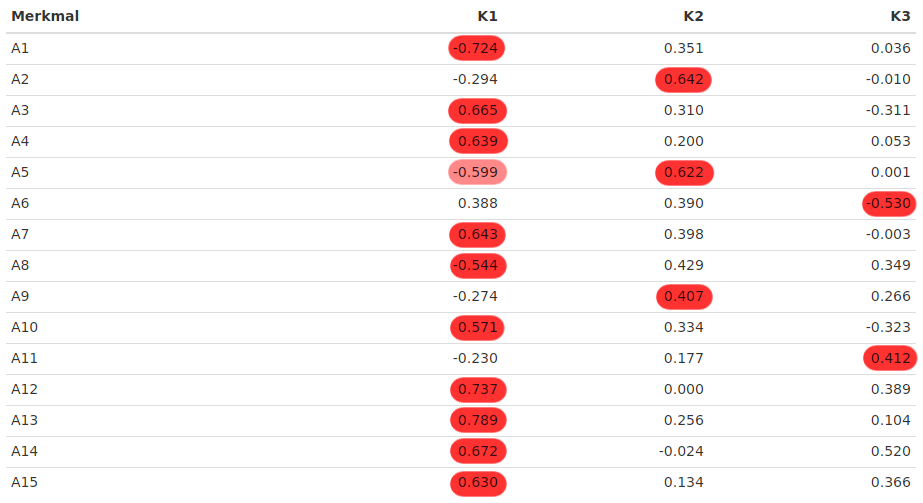 Merkmal K1 K2 K3
A1 -0.724 0.351 0.036
A2 -0.294 0.642 -0.010
A3 0.665 0.310 -0.311
A4 0.639 0.200 0.053
A5 -0.599 0.622 0.001
A6 0.388 0.390 -0.530
A7 0.643 0.398 -0.003
A8 -0.544 0.429 0.349
A9 -0.274 0.407 0.266
A10 0.571 0.334 -0.323
A11 -0.230 0.177 0.412
A12 0.737 0.000 0.389
A13 0.789 0.256 0.104
A14 0.672 -0.024 0.520
A15 0.630 0.134 0.366